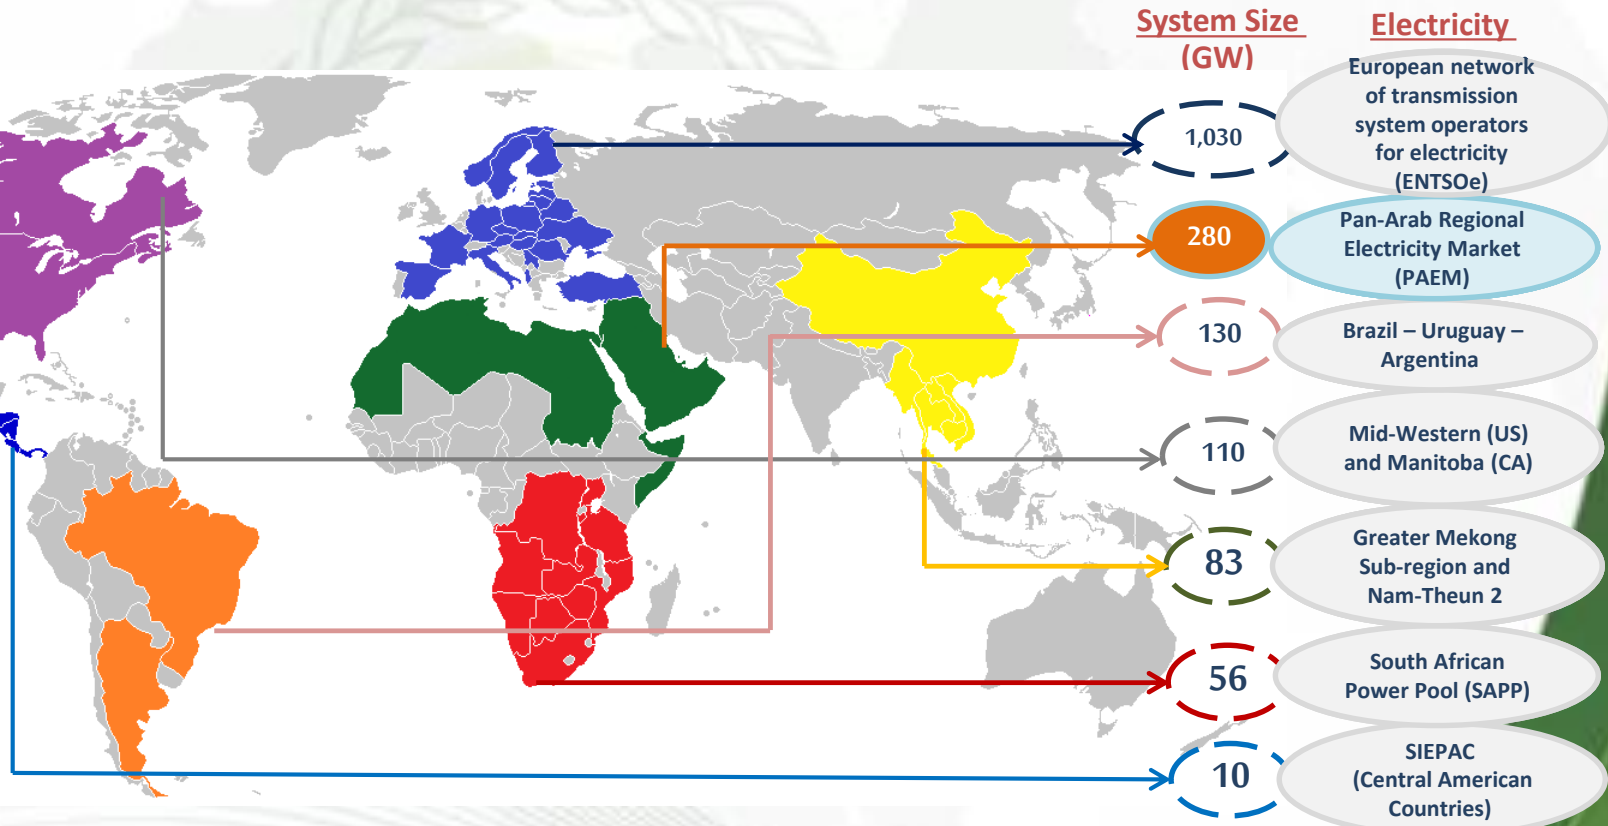 System Size
(GW)
Electricity
1,030
European network
of transmission
system operators
for electricity
(ENTSOe)
280
Pan-Arab Regional
Electricity Market
(PAEM)
130
Brazil – Uruguay –
Argentina
110
Mid-Western (US)
and Manitoba (CA)
83
Greater Mekong
Sub-region and
Nam-Theun 2
56
South African
Power Pool (SAPP)
10
SIEPAC
(Central American
Countries)